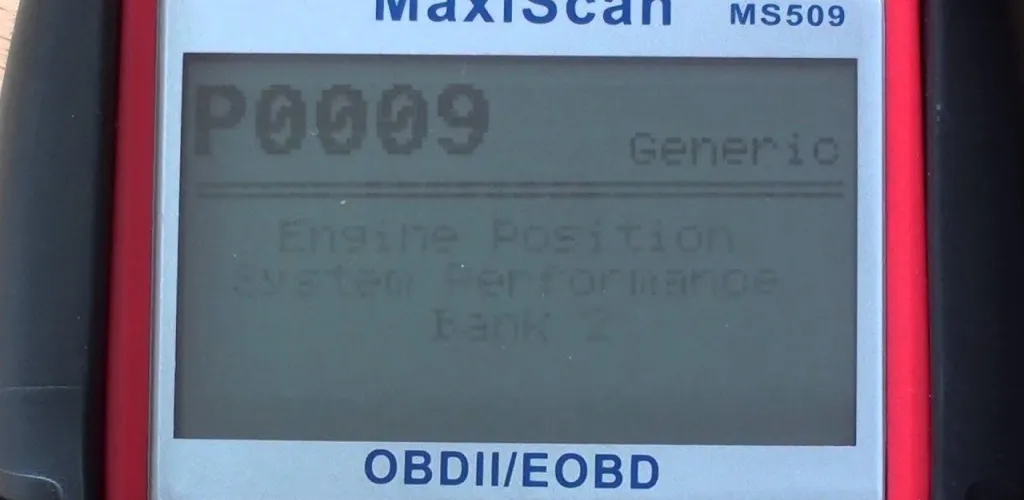 MaxiScan MS509
P0009
Generic
Engine Position
System Performance
Bank 2
OBDII/EOBD